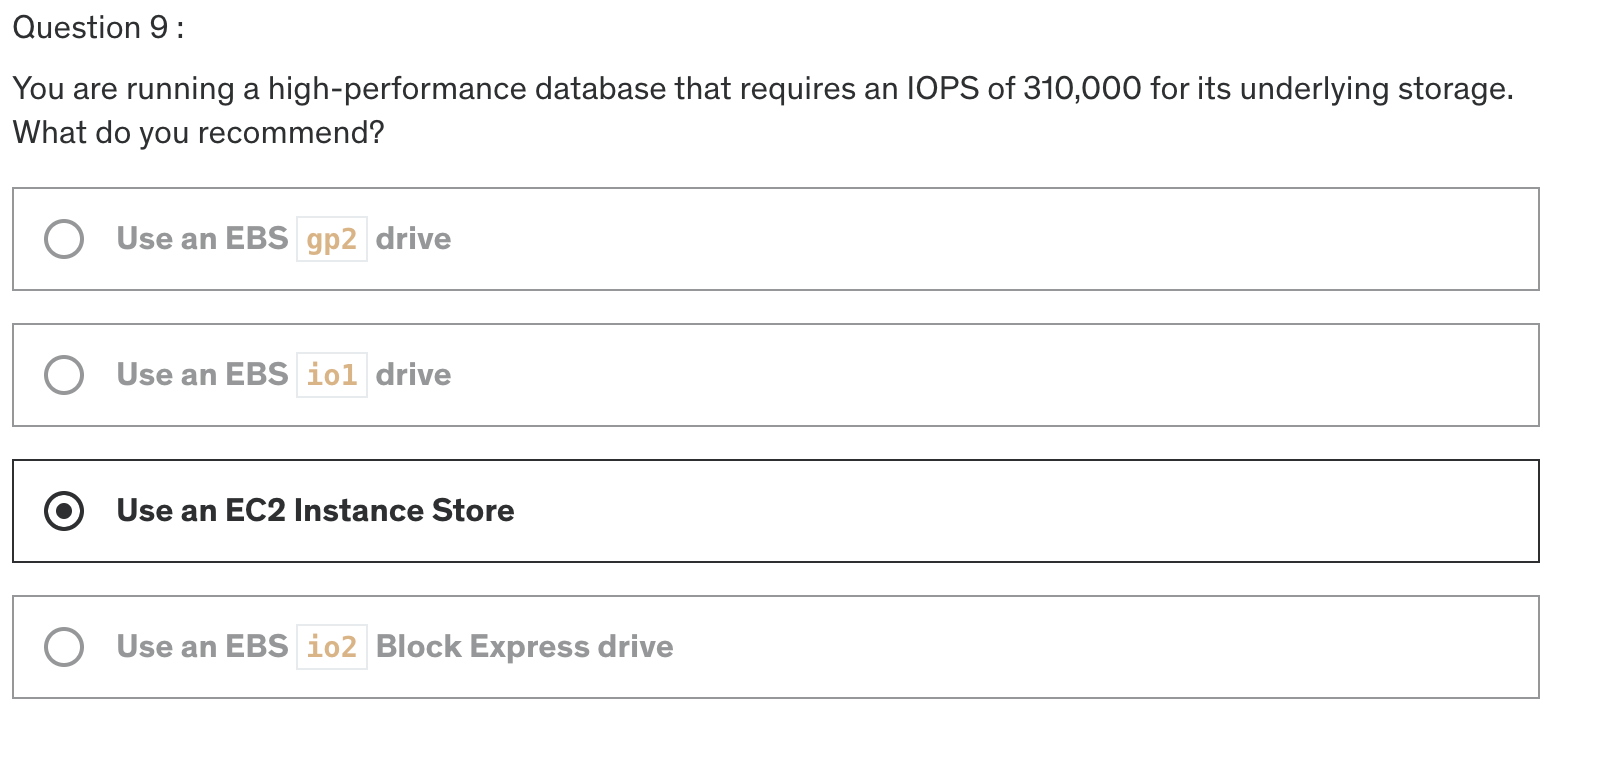 Question 9 :
You are running a high-performance database that requires an IOPS of 310,000 for its underlying storage.
What do you recommend?
Use an EBS gp2 drive
Use an EBS io1 drive
Use an EC2 Instance Store
Use an EBS io2 Block Express drive